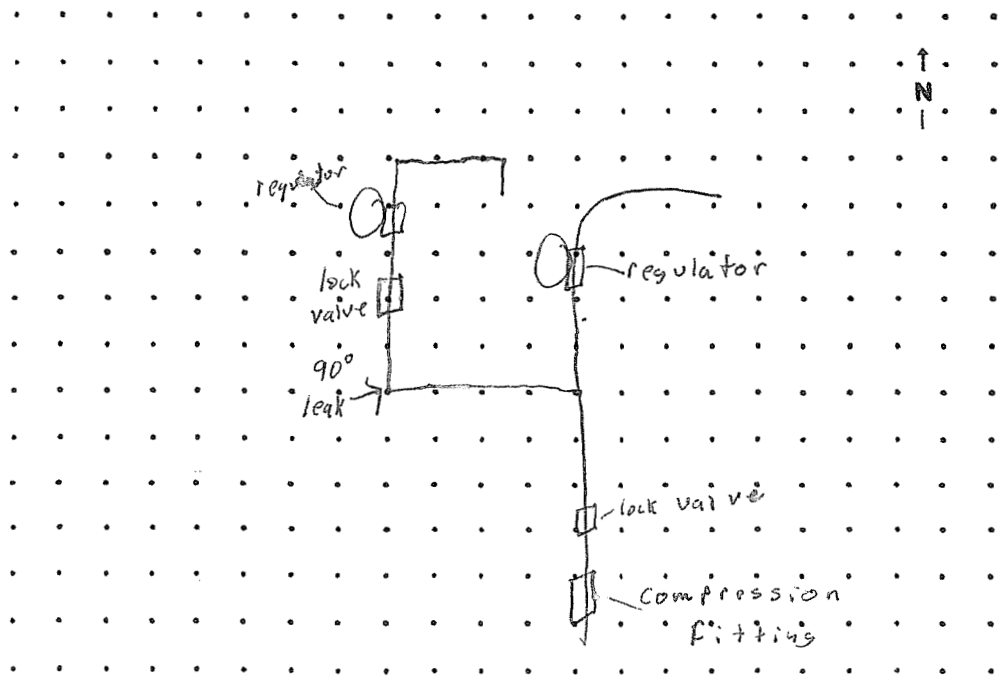 N
regulator
regulator
lock
valve
90°
leak
lock valve
compression
fitting